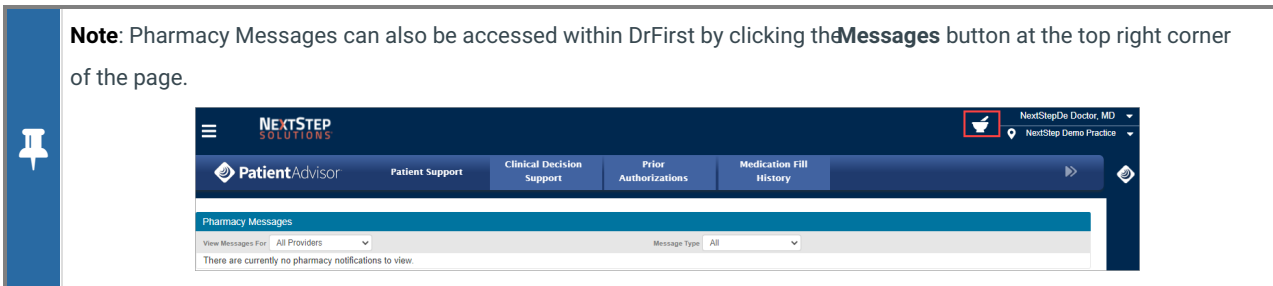 Note: Pharmacy Messages can also be accessed within DrFirst by clicking the Messages button at the top right corner
of the page.
NEXTSTEP
SOLUTIONS
NextStepDe Doctor, MD
NextStep Demo Practice
PatientAdvisor
Patient Support
Clinical Decision
Support
Prior
Authorizations
Medication Fill
History
Pharmacy Messages
View Messages For All Providers Message Type All
There are currently no pharmacy notifications to view.